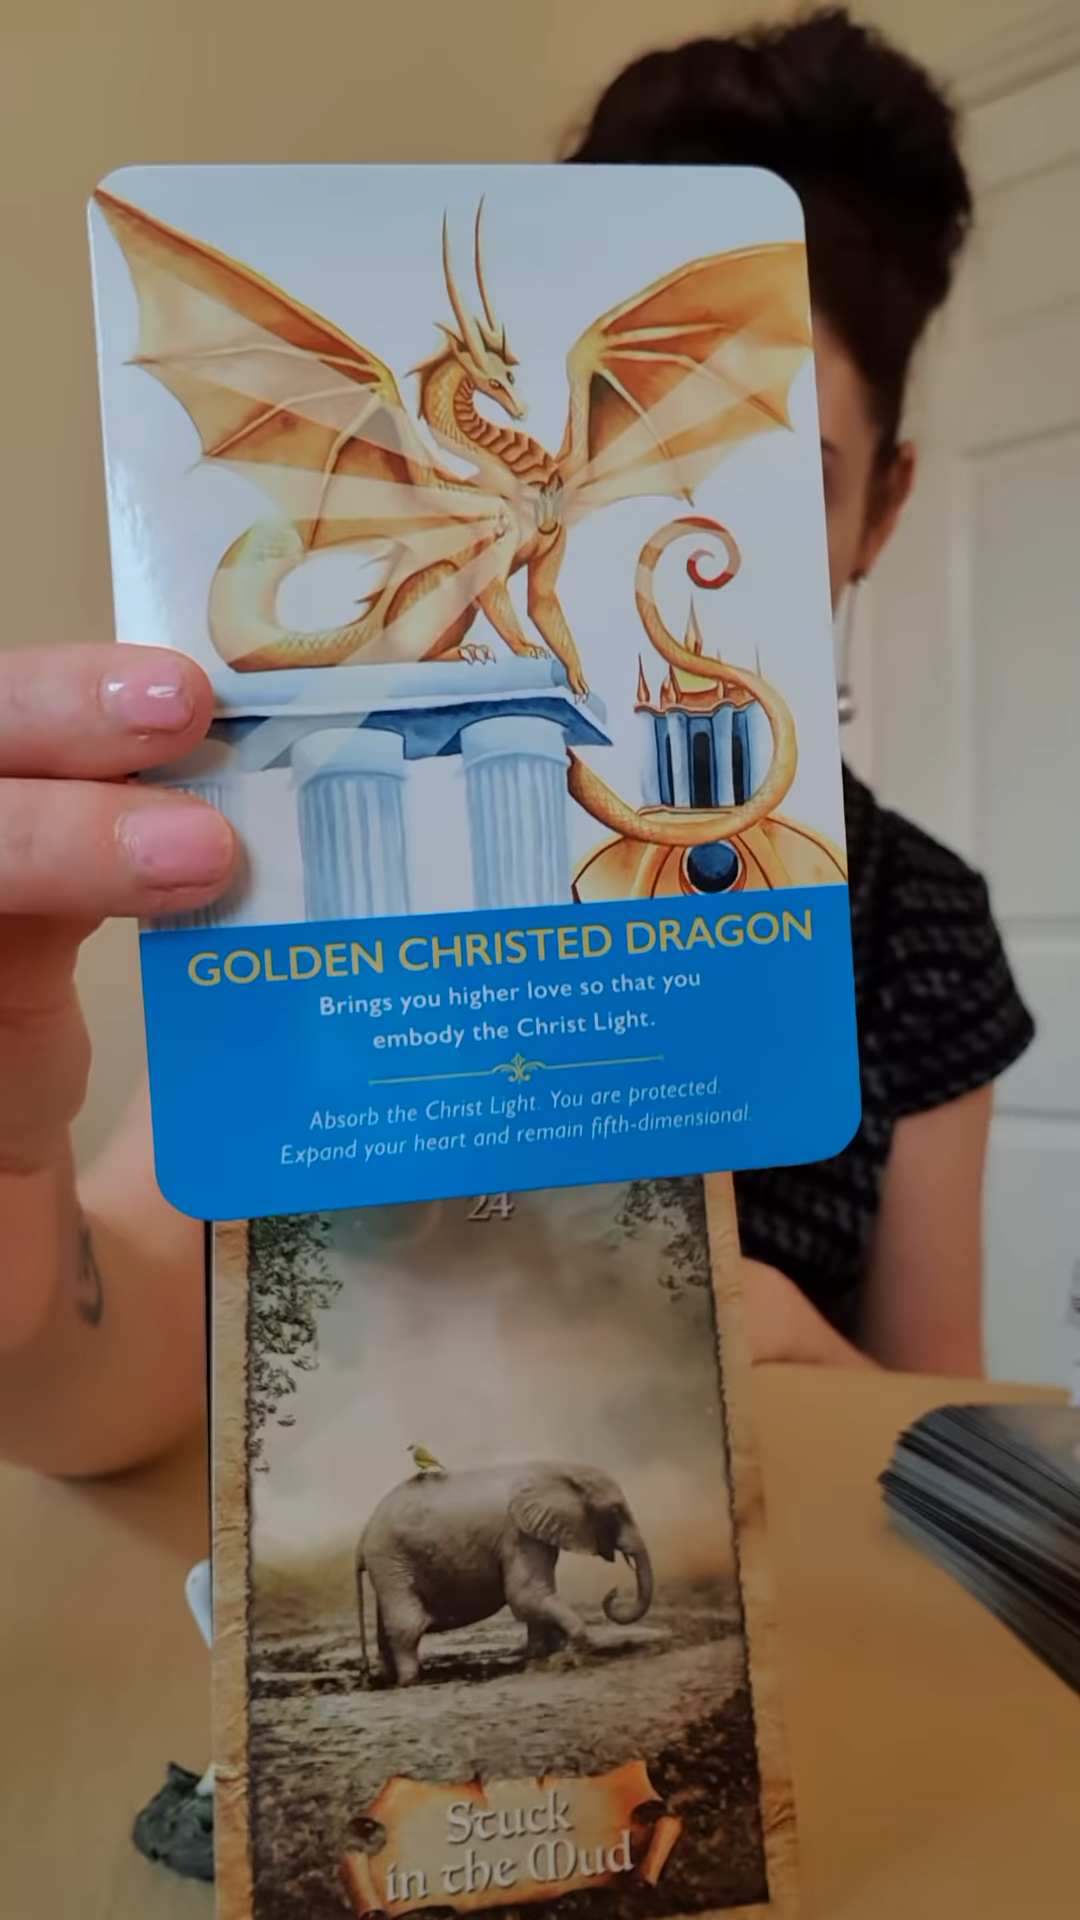 GOLDEN CHRISTED DRAGON
Brings you higher love so that you
embody the Christ Light.
Absorb the Christ Light. You are protected.
Expand your heart and remain fifth-dimensional.
24
Stuck
in the Mud